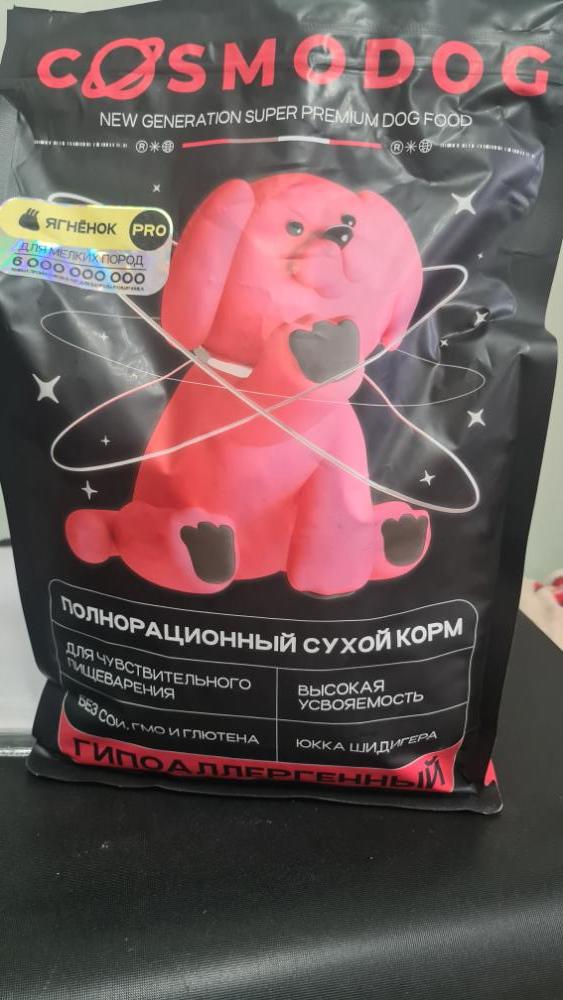 COSMODOG
NEW GENERATION SUPER PREMIUM DOG FOOD
ЯГНЁНОК PRO
ДЛЯ МЕЛКИХ ПОРОД
6 000 000 000
ПОЛНОРАЦИОННЫЙ СУХОЙ КОРМ
ДЛЯ ЧУВСТВИТЕЛЬНОГО
ПИЩЕВАРЕНИЯ
ВЫСОКАЯ
УСВОЯЕМОСТЬ
БЕЗ СОИ, ГМО И ГЛЮТЕНА
ЮККА ШИДИГЕРА
ГИПОАЛЛЕРГЕННЫЙ